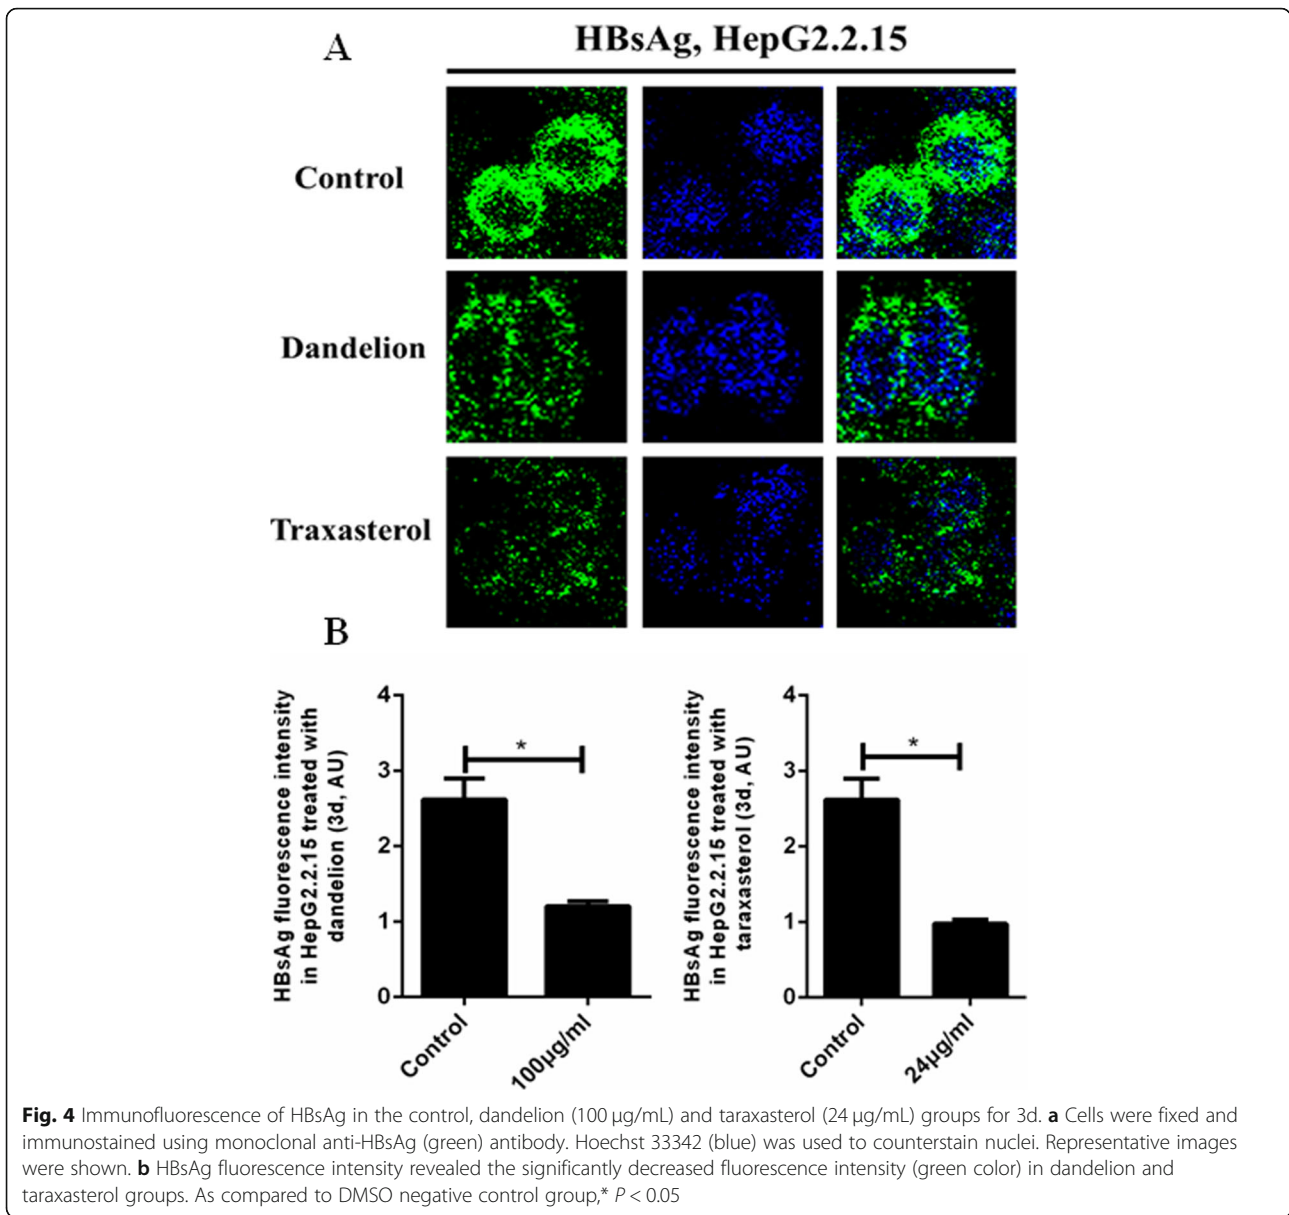 A
HBsAg, HepG2.2.15
Control
Dandelion
Traxasterol
B
HBsAg fluorescence intensity
in HepG2.2.15 treated with
dandelion (3d, AU)
4
3
2
1
0
*
Control
100µg/ml
HBsAg fluorescence intensity
in HepG2.2.15 treated with
taraxasterol (3d, AU)
4
3
2
1
0
*
Control
24µg/ml
Fig. 4 Immunofluorescence of HBsAg in the control, dandelion (100 µg/mL) and taraxasterol (24 µg/mL) groups for 3d. a Cells were fixed and
immunostained using monoclonal anti-HBsAg (green) antibody. Hoechst 33342 (blue) was used to counterstain nuclei. Representative images
were shown. b HBsAg fluorescence intensity revealed the significantly decreased fluorescence intensity (green color) in dandelion and
taraxasterol groups. As compared to DMSO negative control group,* P < 0.05